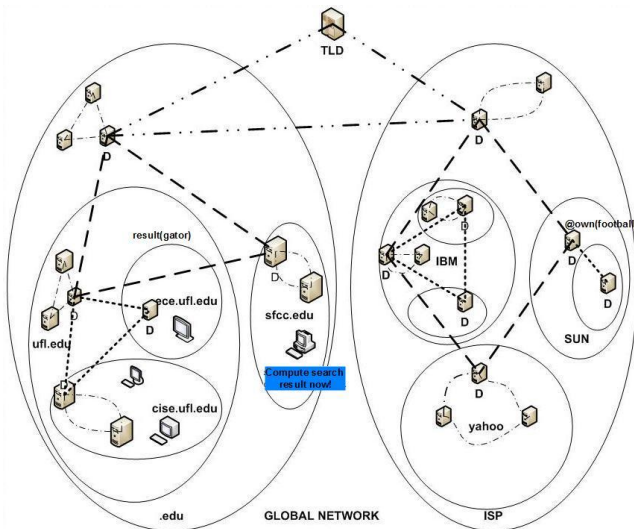 TLD
D
D
result(gator)
@own(football
D
IBM
D
D
D
D
ece.ufl.edu
D
D
D
ufl.edu
sfcc.edu
D
SUN
Compute search
result now!
D
cise.ufl.edu
yahoo
.edu
GLOBAL NETWORK
ISP